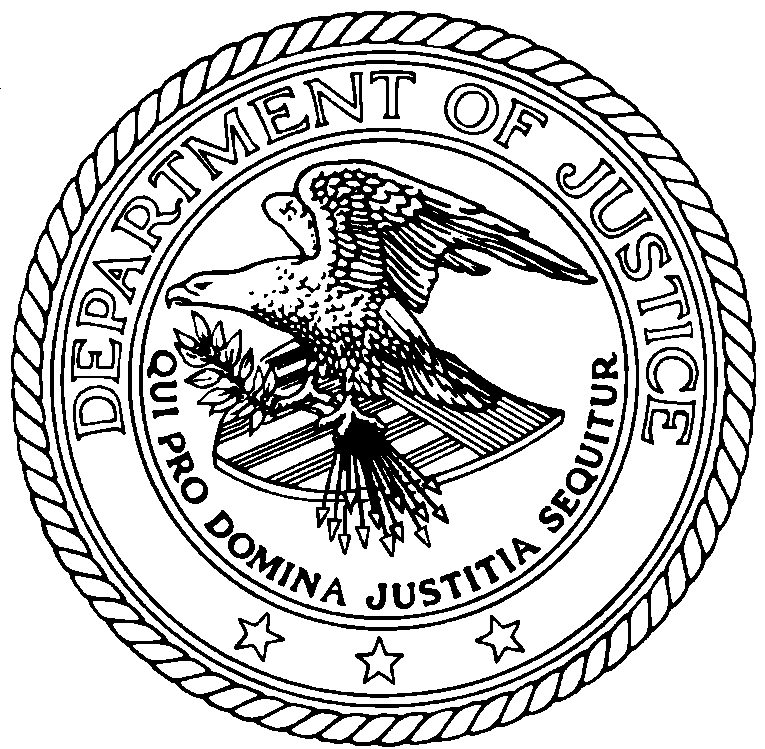 DEPARTMENT OF JUSTICE
QUI PRO DOMINA JUSTITIA SEQUITUR